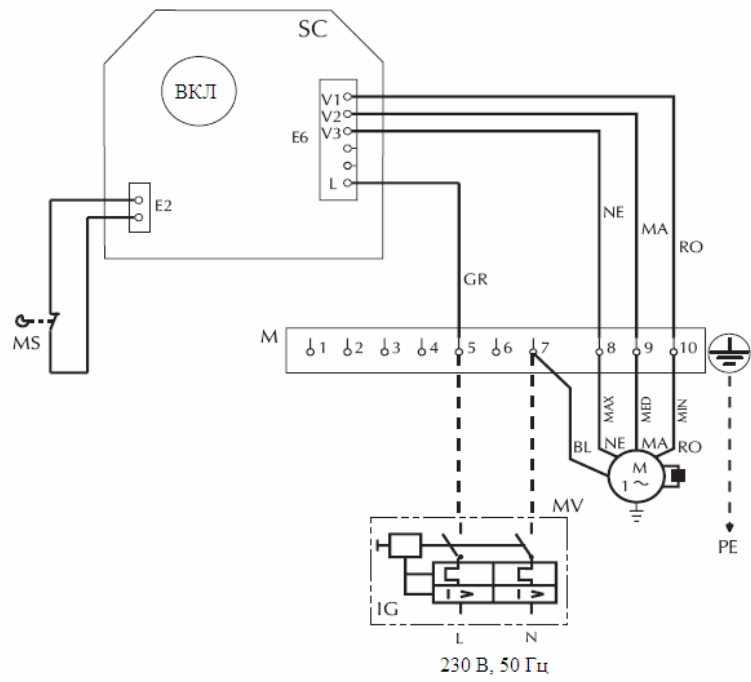 SC
ВКЛ
V1
V2
E6 V3
L
E2
NE
MA
RO
GR
MS
M 1 2 3 4 5 6 7 8 9 10
MAX MED MIN
BL NE MA RO
M
1 ~
MV
PE
IG I > I >
L N
230 В, 50 Гц